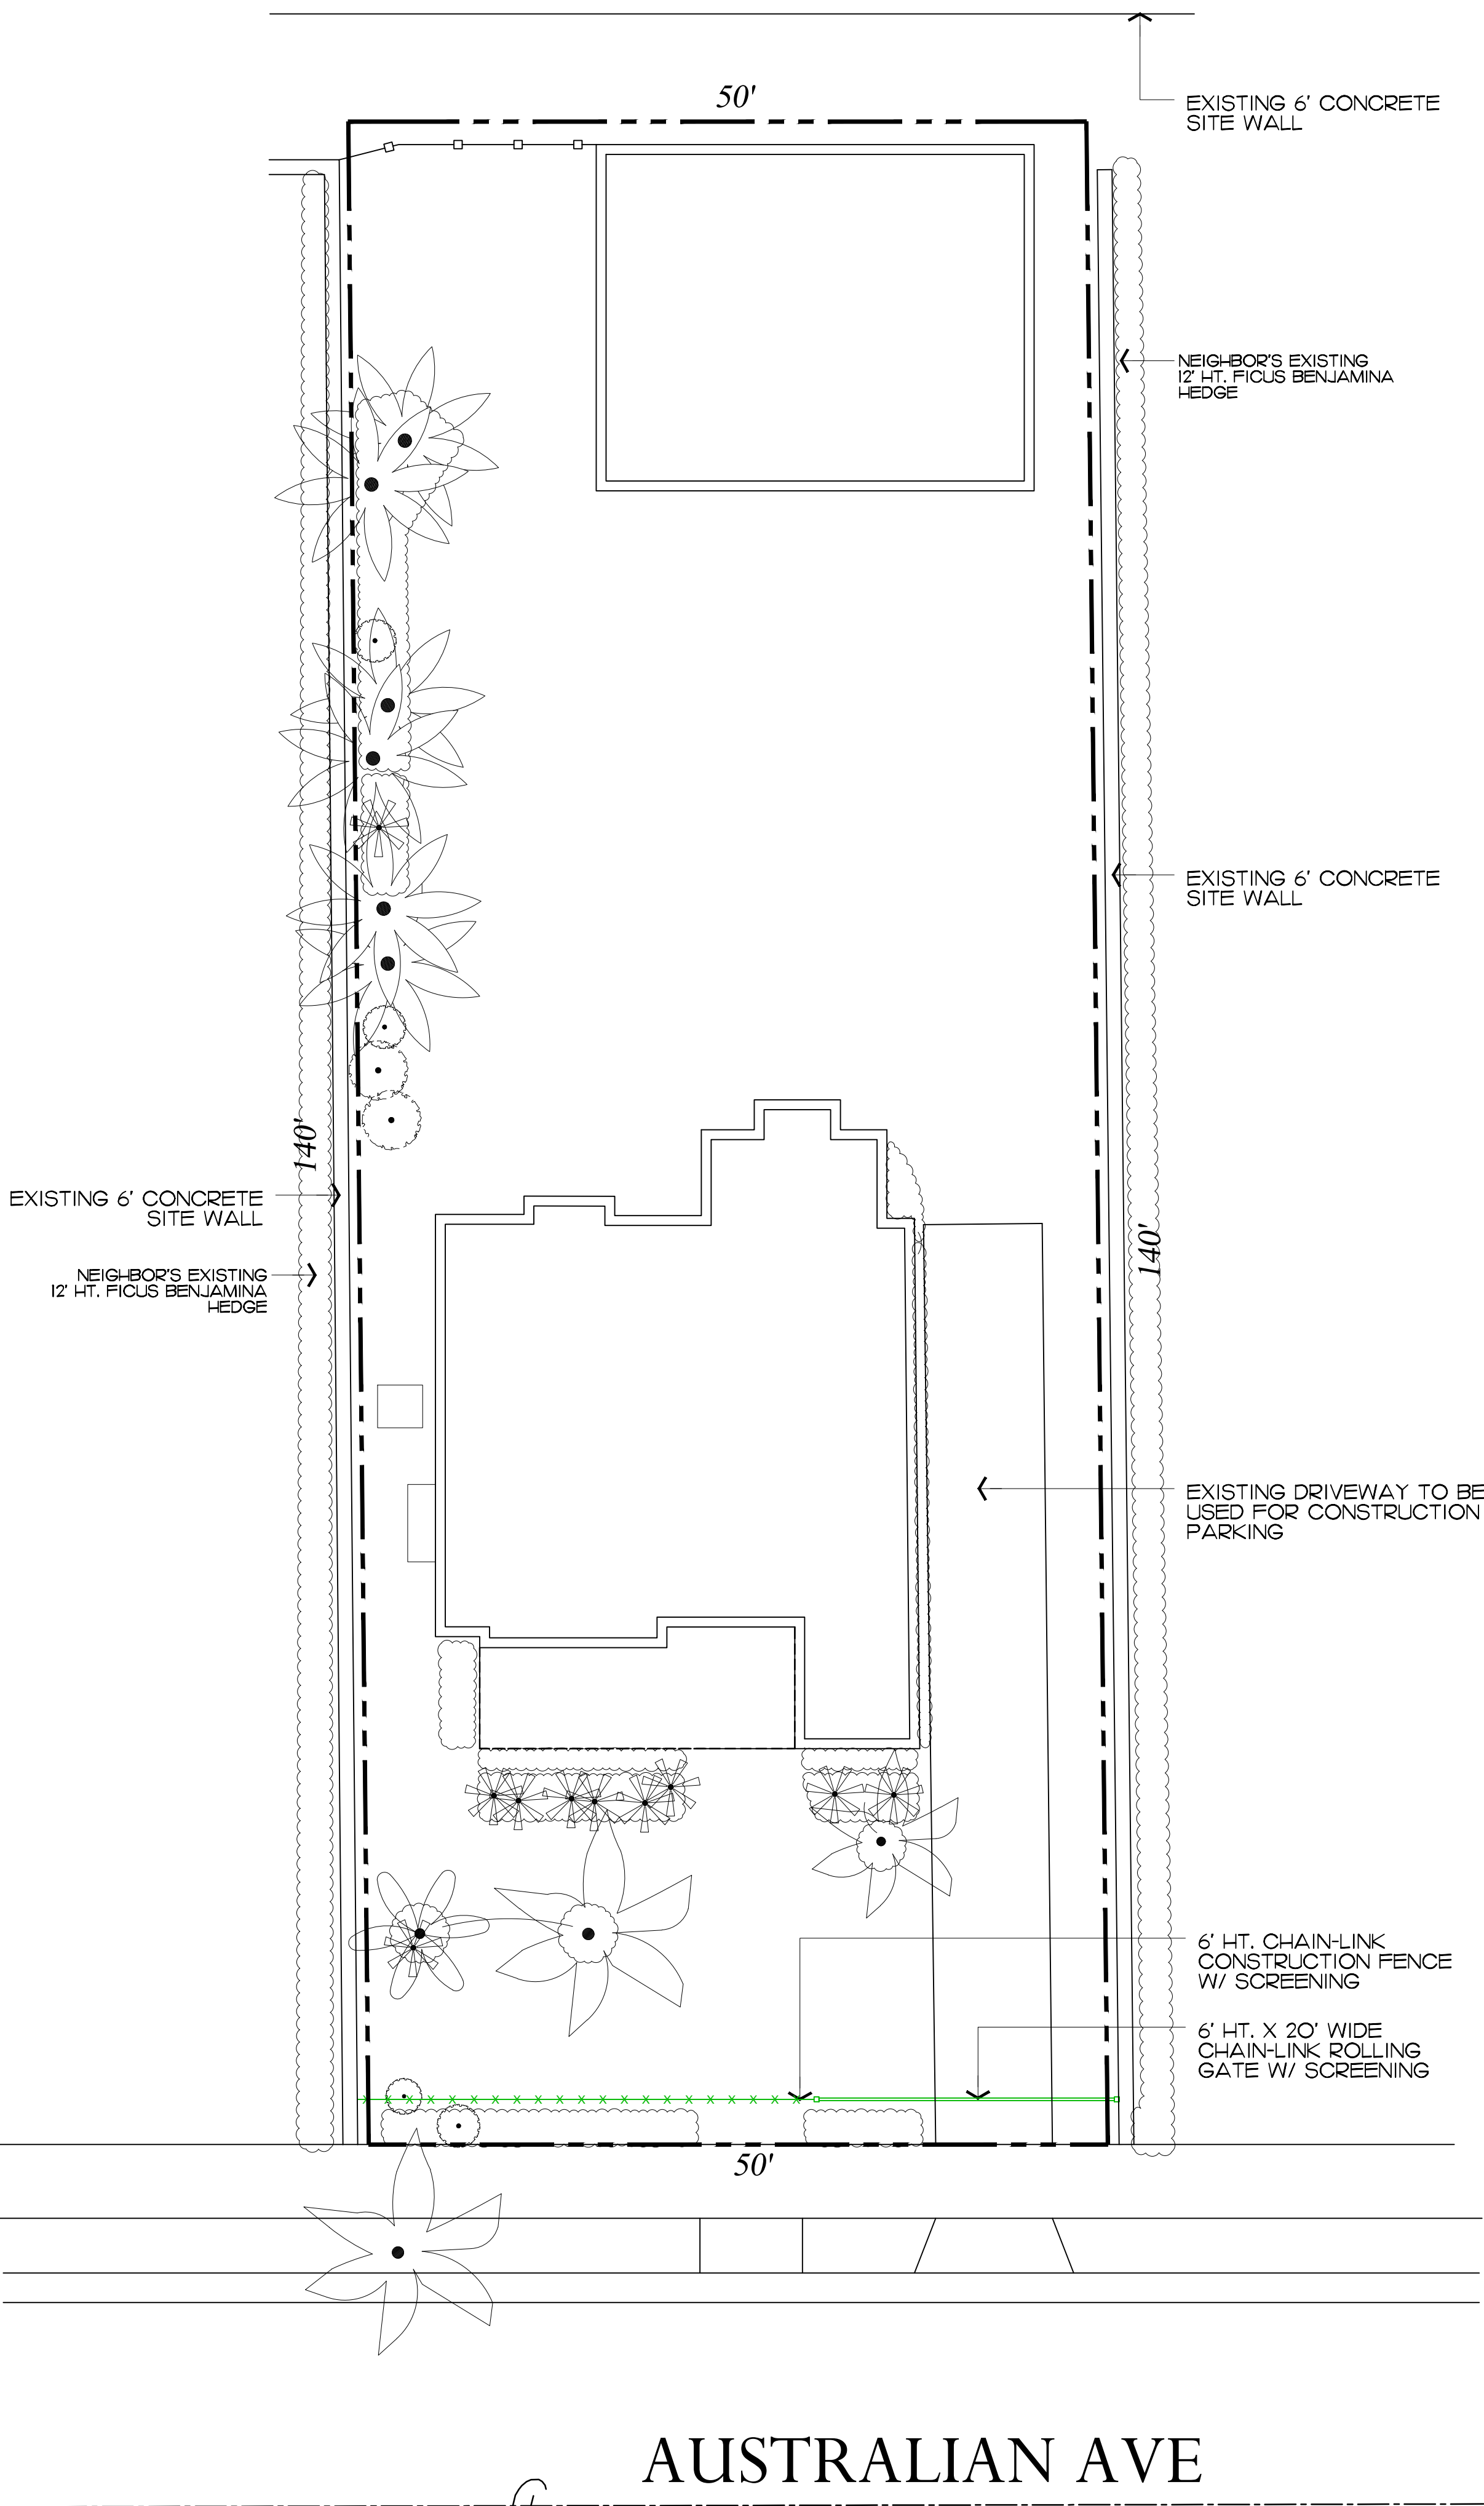 50'
EXISTING 6' CONCRETE
SITE WALL
NEIGHBOR'S EXISTING
12' HT. FICUS BENJAMINA
HEDGE
EXISTING 6' CONCRETE
SITE WALL
140'
EXISTING 6' CONCRETE
SITE WALL
NEIGHBOR'S EXISTING
12' HT. FICUS BENJAMINA
HEDGE
140'
EXISTING DRIVEWAY TO BE
USED FOR CONSTRUCTION
PARKING
6' HT. CHAIN-LINK
CONSTRUCTION FENCE
W/ SCREENING
6' HT. X 20' WIDE
CHAIN-LINK ROLLING
GATE W/ SCREENING
50'
AUSTRALIAN AVE